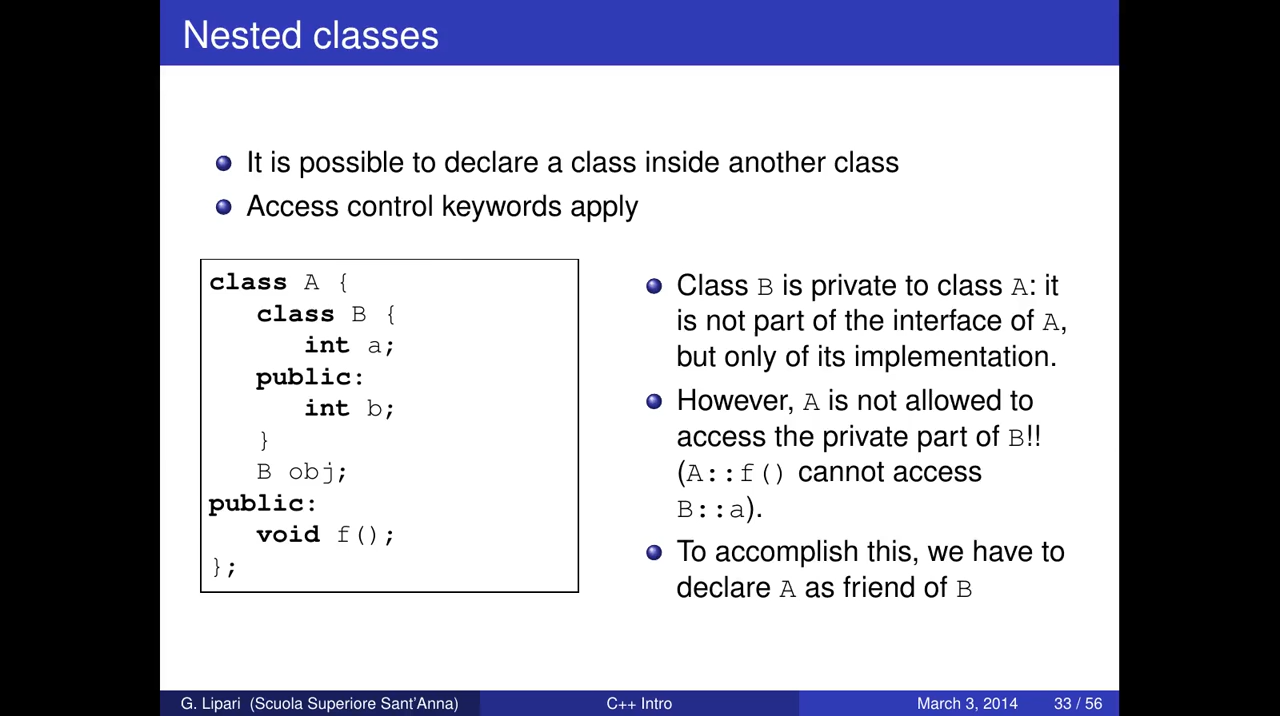 Nested classes
It is possible to declare a class inside another class
Access control keywords apply
class A {
class B {
int a;
public:
int b;
}
B obj;
public:
void f();
};
Class B is private to class A: it
is not part of the interface of A,
but only of its implementation.
However, A is not allowed to
access the private part of B!!
(A::f() cannot access
B::a).
To accomplish this, we have to
declare A as friend of B
G. Lipari (Scuola Superiore Sant'Anna)
C++ Intro
March 3, 2014 33 / 56